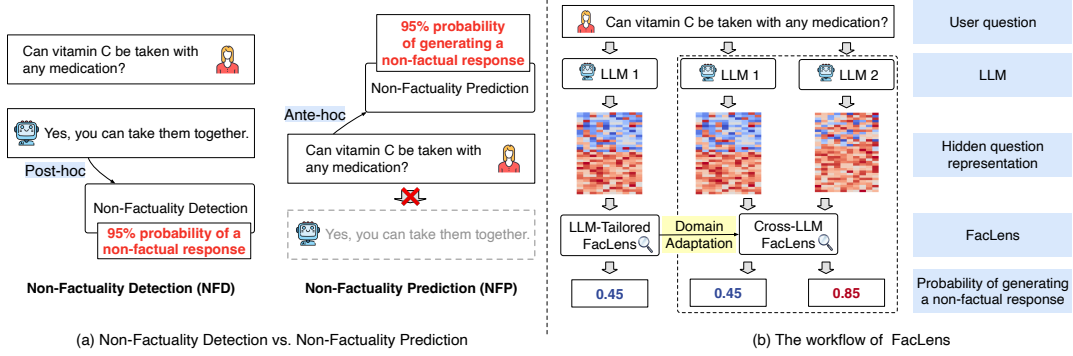 Can vitamin C be taken with
any medication?
Yes, you can take them together.
Post-hoc
Non-Factuality Detection
95% probability of a
non-factual response
Non-Factuality Detection (NFD)
95% probability
of generating a
non-factual response
Non-Factuality Prediction
Ante-hoc
Can vitamin C be taken with
any medication?
Yes, you can take them together.
Non-Factuality Prediction (NFP)
(a) Non-Factuality Detection vs. Non-Factuality Prediction
Can vitamin C be taken with any medication?
User question
LLM 1
LLM 1
LLM 2
LLM
Hidden question
representation
LLM-Tailored
FacLens
Domain
Adaptation
Cross-LLM
FacLens
FacLens
0.45
0.45
0.85
Probability of generating
a non-factual response
(b) The workflow of FacLens